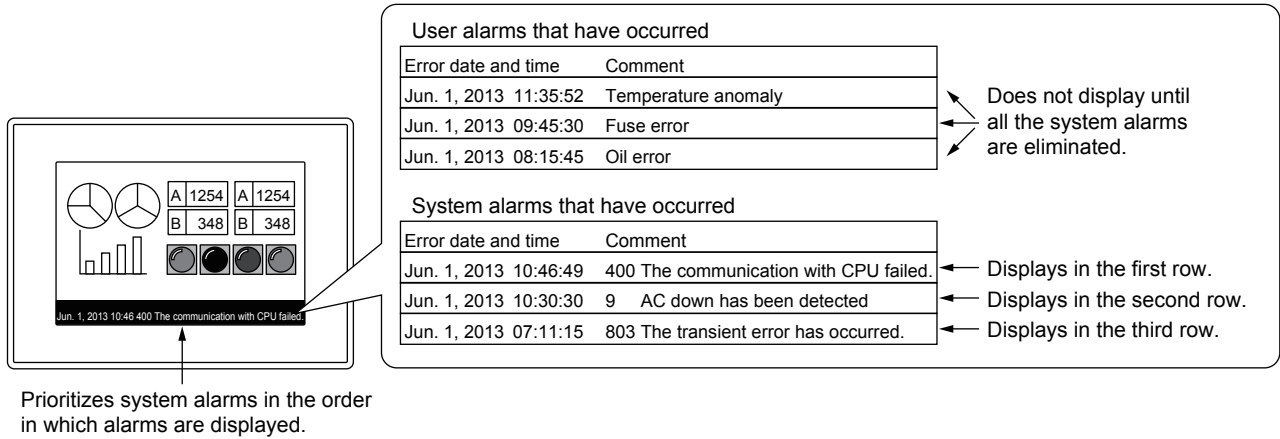 User alarms that have occurred
Error date and time Comment
Jun. 1, 2013 11:35:52 Temperature anomaly
Jun. 1, 2013 09:45:30 Fuse error
Jun. 1, 2013 08:15:45 Oil error
Does not display until
all the system alarms
are eliminated.
System alarms that have occurred
Error date and time Comment
Jun. 1, 2013 10:46:49 400 The communication with CPU failed.
Displays in the first row.
Jun. 1, 2013 10:30:30 9 AC down has been detected
Displays in the second row.
Jun. 1, 2013 07:11:15 803 The transient error has occurred.
Displays in the third row.
A 1254 A 1254
B 348 B 348
Jun. 1, 2013 10:46 400 The communication with CPU failed.
Prioritizes system alarms in the order
in which alarms are displayed.